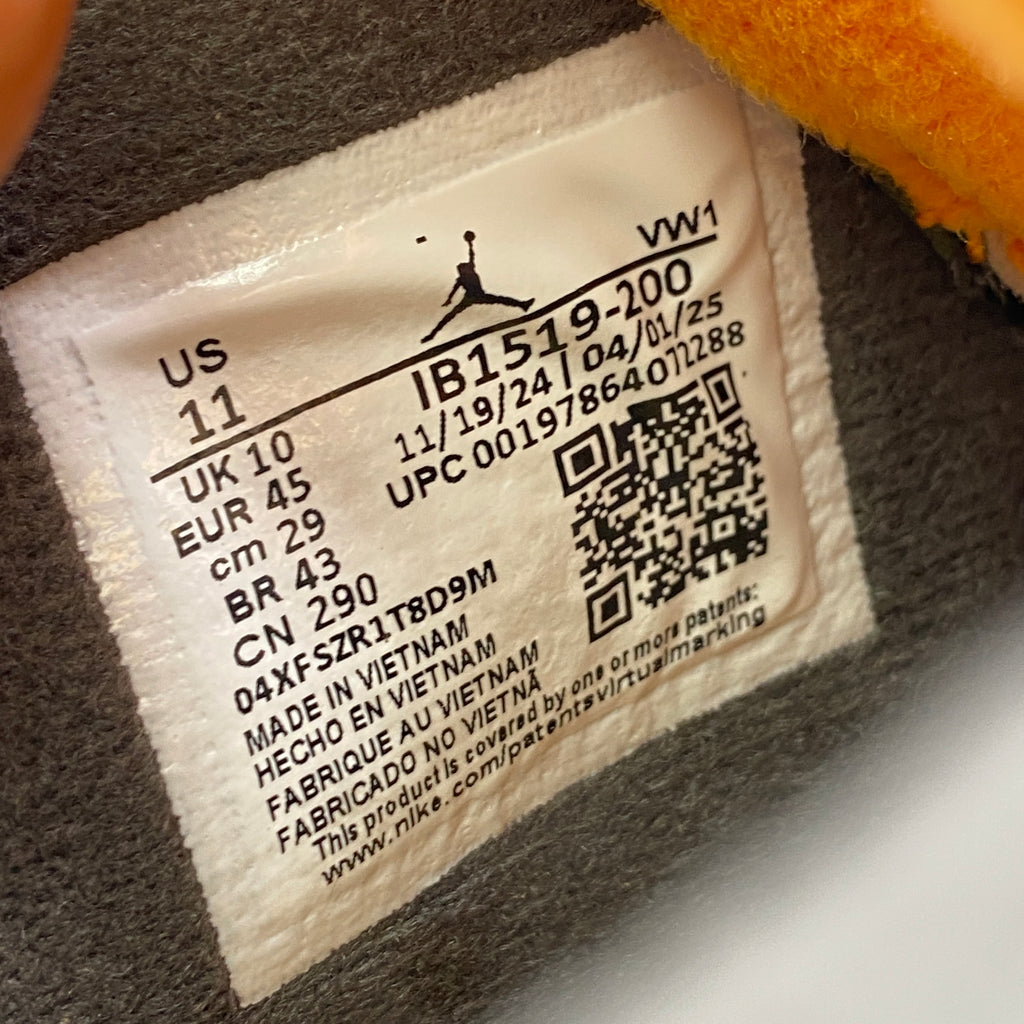 US
11
VW1
IB1519-200
11/19/24 | 04/01/25
UPC 00197864072288
UK 10
EUR 45
cm 29
BR 43
CN 290
04XFSZR1T8D9M
MADE IN VIETNAM
HECHO EN VIETNAM
FABRIQUE AU VIETNAM
FABRICADO NO VIETNÃ
This product is covered by one or more patents:
www.nike.com/patentsvirtualmarking